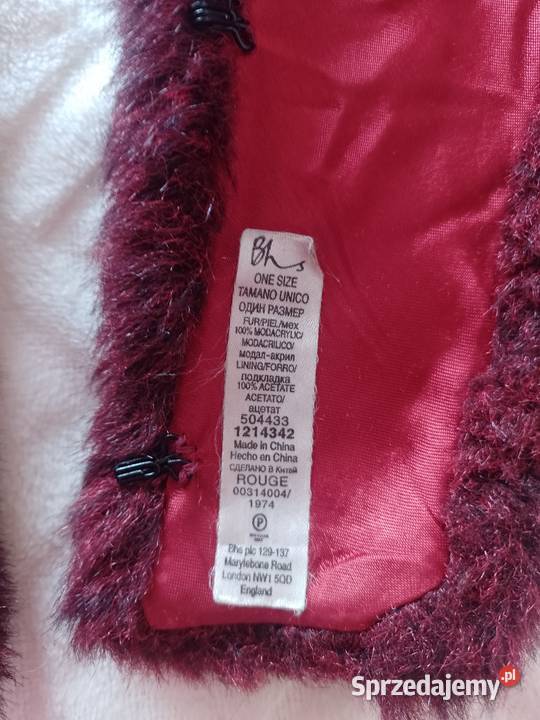 Bhs
ONE SIZE
TAMANO UNICO
ОДИН РАЗМЕР
FUR/PIEL/мех
100% MODACRYLIC/
MODACRILICO/
модал-акрил
LINING/FORRO/
подкладка
100% ACETATE
ACETATO/
ацетат
504433
1214342
Made in China
Hecho en China
СДЕЛАНО В Китай
ROUGE
00314004/
1974
P
Bhs plc 129-137
Marylebone Road
London NW1 5QD
England
Sprzedajemy.pl